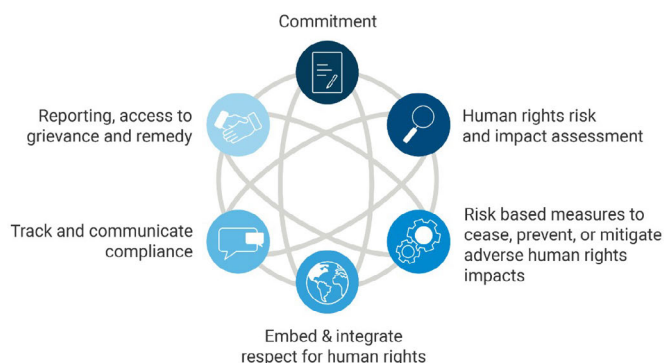 Commitment
Human rights risk
and impact assessment
Risk based measures to
cease, prevent, or mitigate
adverse human rights
impacts
Embed & integrate
respect for human rights
Track and communicate
compliance
Reporting, access to
grievance and remedy